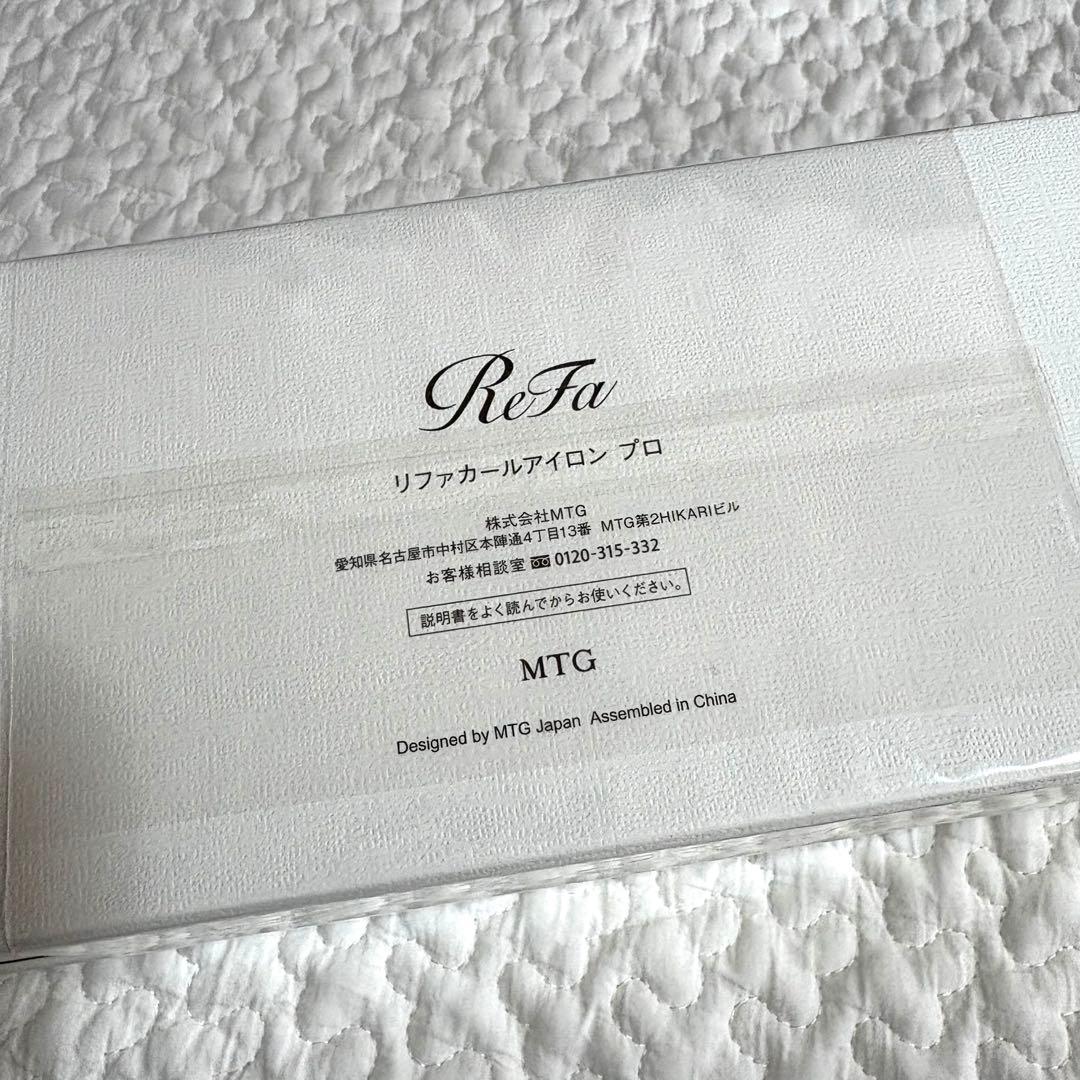 ReFa
リファカールアイロン プロ
株式会社MTG
愛知県名古屋市中村区本陣通4丁目13番 MTG第2HIKARIビル
お客様相談室 0120-315-332
説明書をよく読んでからお使いください。
MTG
Designed by MTG Japan Assembled in China